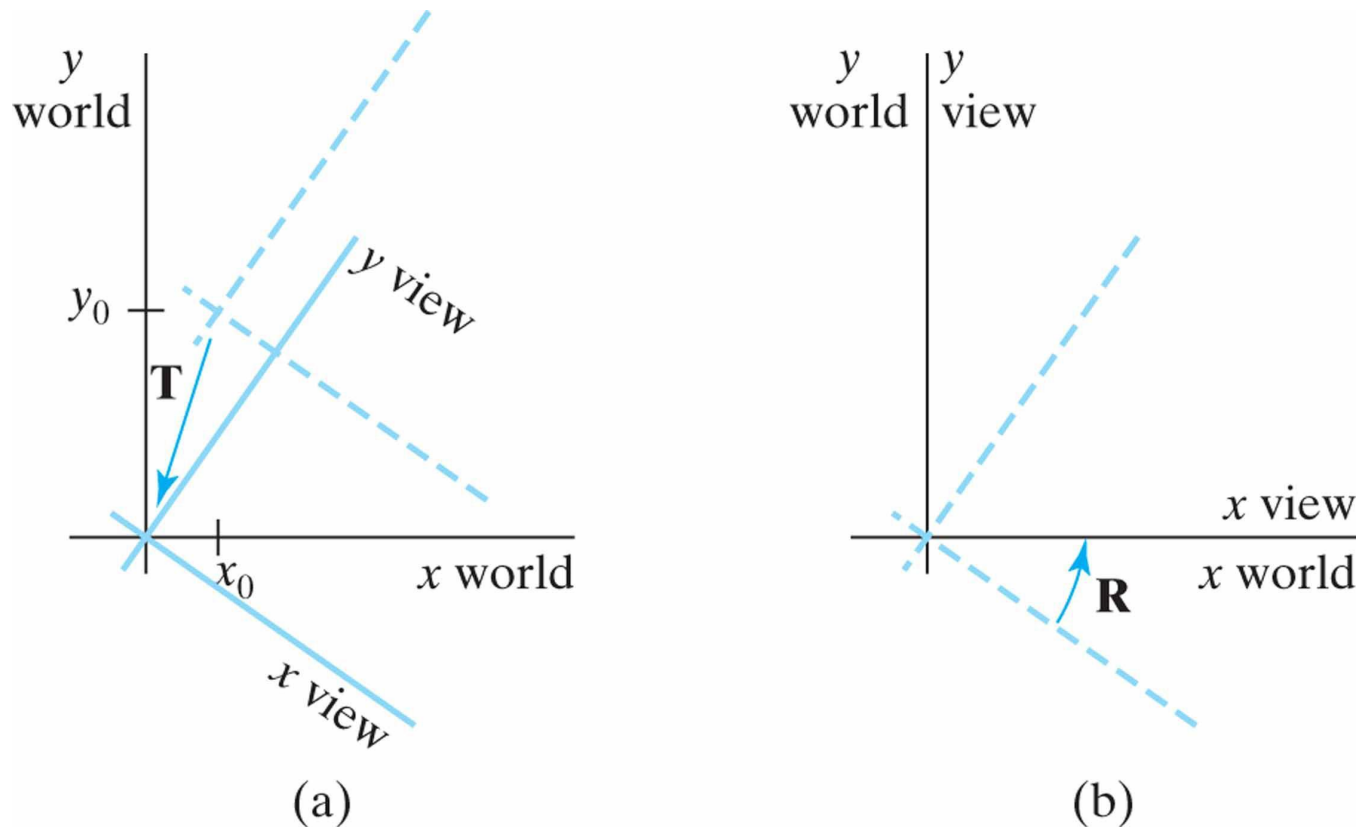 y
world
y view
y₀
T
x₀
x world
x view
(a)
y y
world view
x view
x world
R
(b)